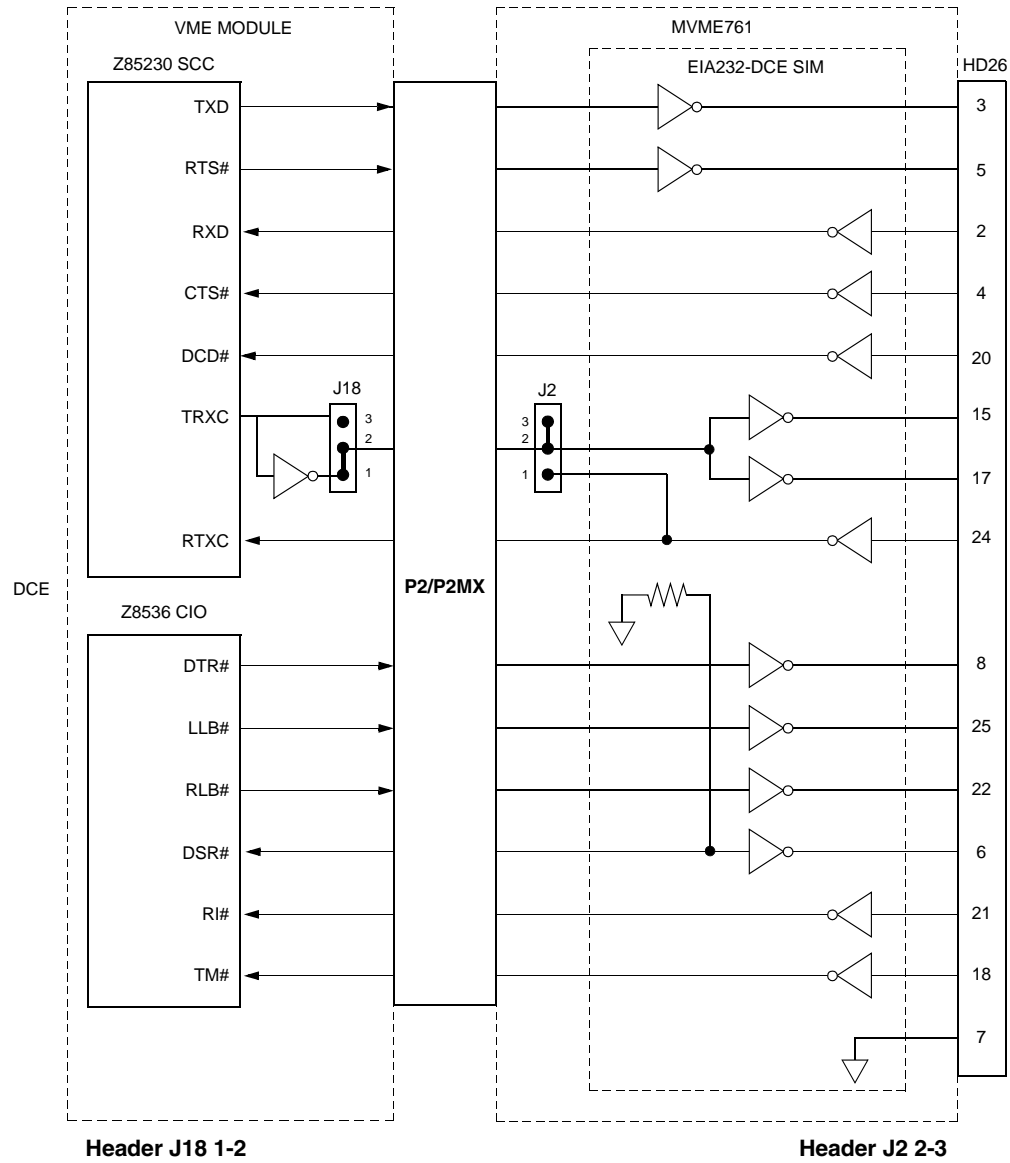 VME MODULE
MVME761
Z85230 SCC
EIA232-DCE SIM
HD26
TXD
3
RTS#
5
RXD
2
CTS#
4
DCD#
20
J18
J2
TRXC
3
2
1
3
2
1
15
17
RTXC
24
DCE
P2/P2MX
Z8536 CIO
DTR#
8
LLB#
25
RLB#
22
DSR#
6
RI#
21
TM#
18
7
Header J18 1-2
Header J2 2-3